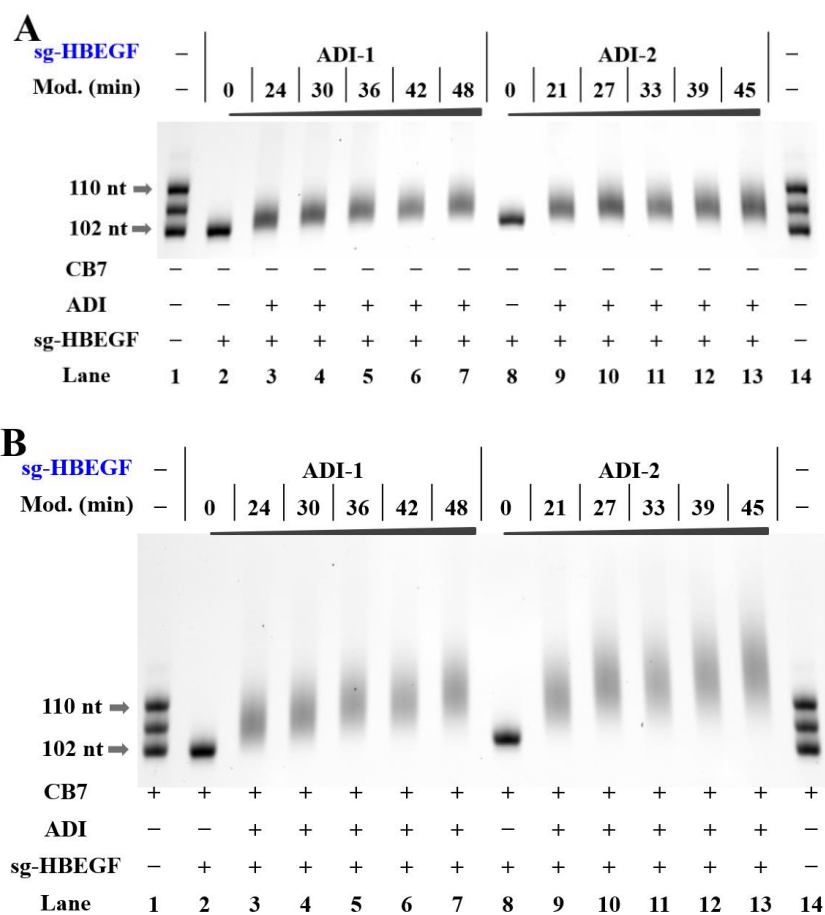 A
sg-HBEGF – ADI-1 ADI-2 –
Mod. (min) – 0 24 30 36 42 48 0 21 27 33 39 45 –
110 nt
102 nt
CB7 – – – – – – – – – – – – – –
ADI – – + + + + + – + + + + + –
sg-HBEGF – + + + + + + + + + + + + –
Lane 1 2 3 4 5 6 7 8 9 10 11 12 13 14
B
sg-HBEGF – ADI-1 ADI-2 –
Mod. (min) – 0 24 30 36 42 48 0 21 27 33 39 45 –
110 nt
102 nt
CB7 + + + + + + + + + + + + + +
ADI – – + + + + + – + + + + + –
sg-HBEGF – + + + + + + + + + + + + –
Lane 1 2 3 4 5 6 7 8 9 10 11 12 13 14